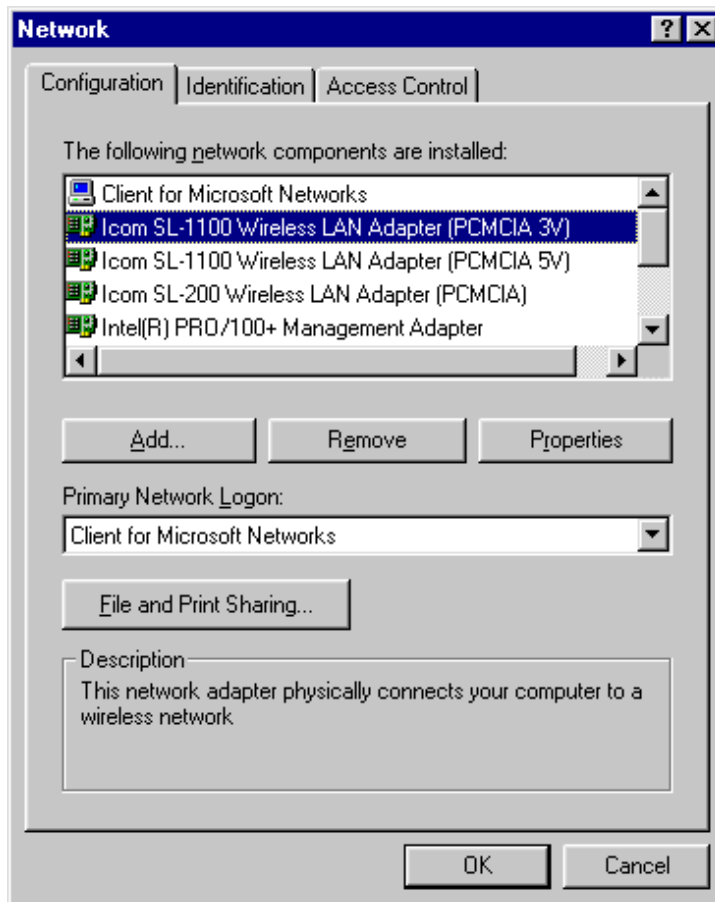 Network
Configuration Identification Access Control
The following network components are installed:
Client for Microsoft Networks
Icom SL-1100 Wireless LAN Adapter (PCMCIA 3V)
Icom SL-1100 Wireless LAN Adapter (PCMCIA 5V)
Icom SL-200 Wireless LAN Adapter (PCMCIA)
Intel(R) PRO/100+ Management Adapter
Add... Remove Properties
Primary Network Logon:
Client for Microsoft Networks
File and Print Sharing...
Description
This network adapter physically connects your computer to a
wireless network
OK Cancel